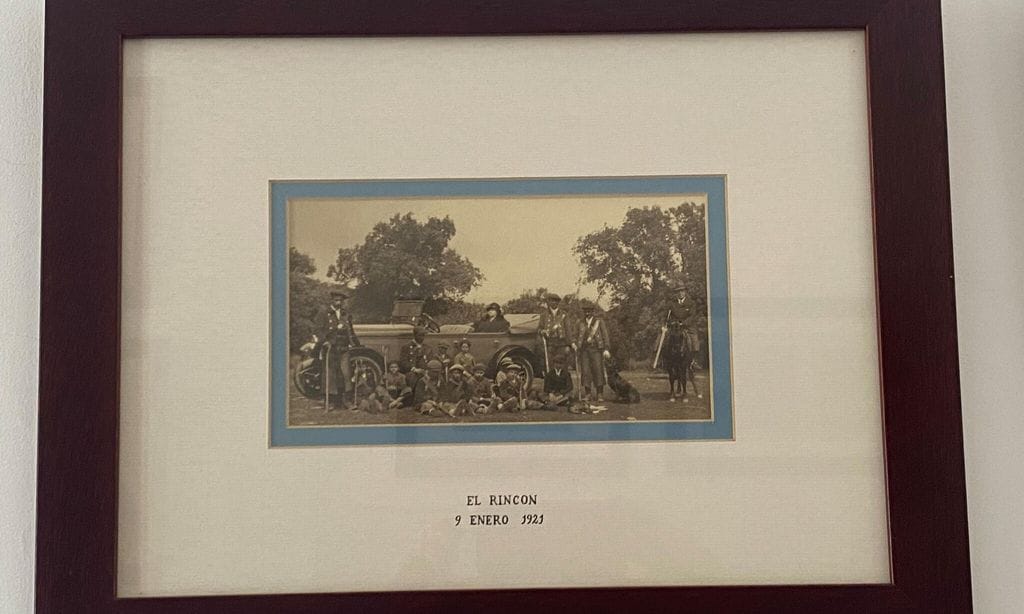 EL RINCON
9 ENERO 1921